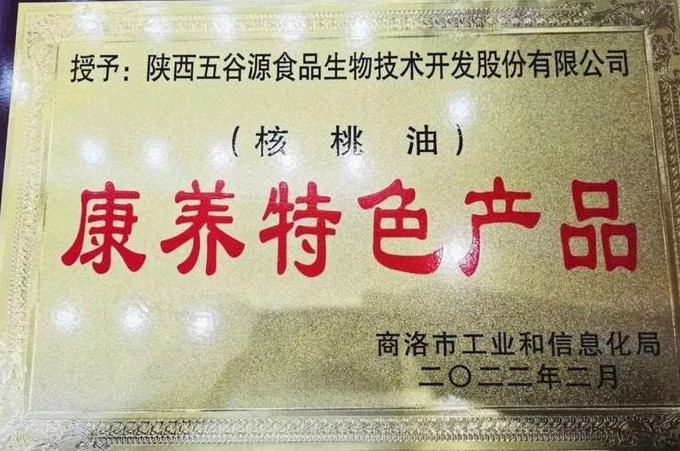 授予：陕西五谷源食品生物技术开发股份有限公司
（核 桃 油）
康养特色产品
商洛市工业和信息化局
二〇二二年二月